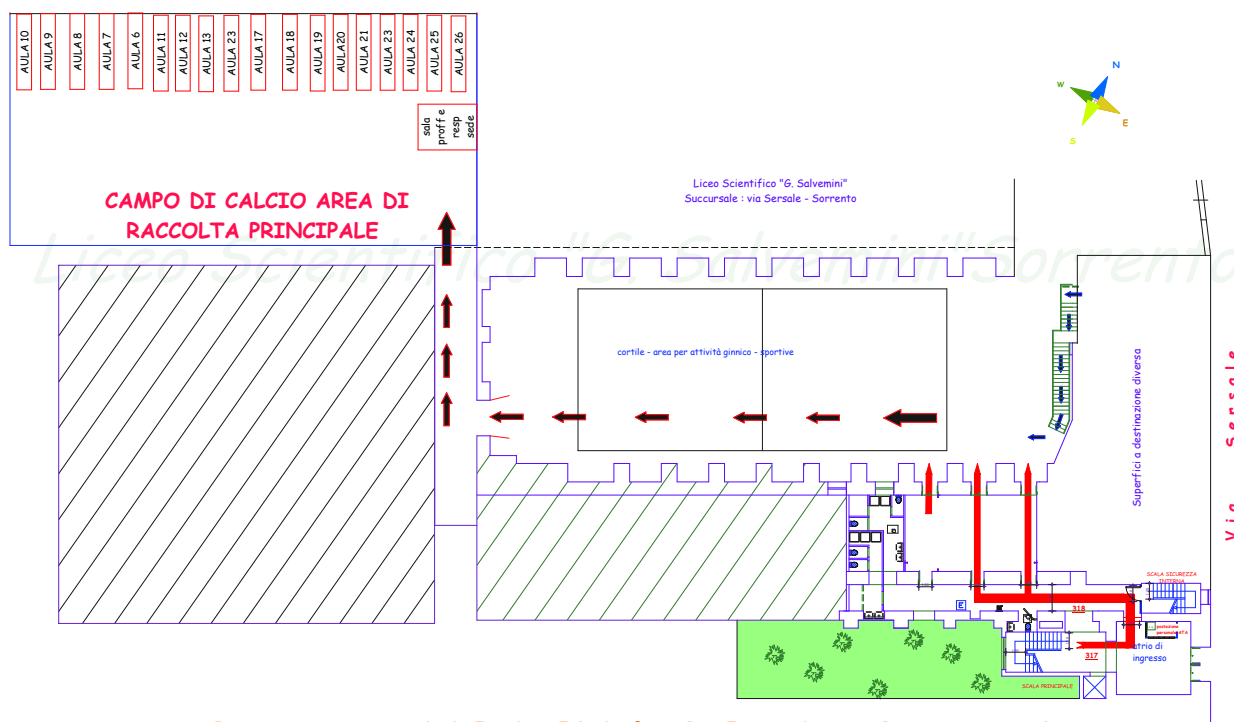 AULA 10
AULA 9
AULA 8
AULA 7
AULA 6
AULA 11
AULA 12
AULA 13
AULA 23
AULA 17
AULA 18
AULA 19
AULA20
AULA 21
AULA 23
AULA 24
AULA 25
AULA 26
sala
proff e
resp
sede
N
W
E
S
CAMPO DI CALCIO AREA DI
RACCOLTA PRINCIPALE
Liceo Scientifico "G. Salvemini"
Succursale : via Sersale - Sorrento
Liceo Scientifico "G. Salvemini"Sorrento
cortile - area per attività ginnico - sportive
Superfici a destinazione diversa
Via Sersale
SCALA SICUREZZA
INTERNA
E
318
postazione
personale ATA
317
atrio di
ingresso
SCALA PRINCIPALE